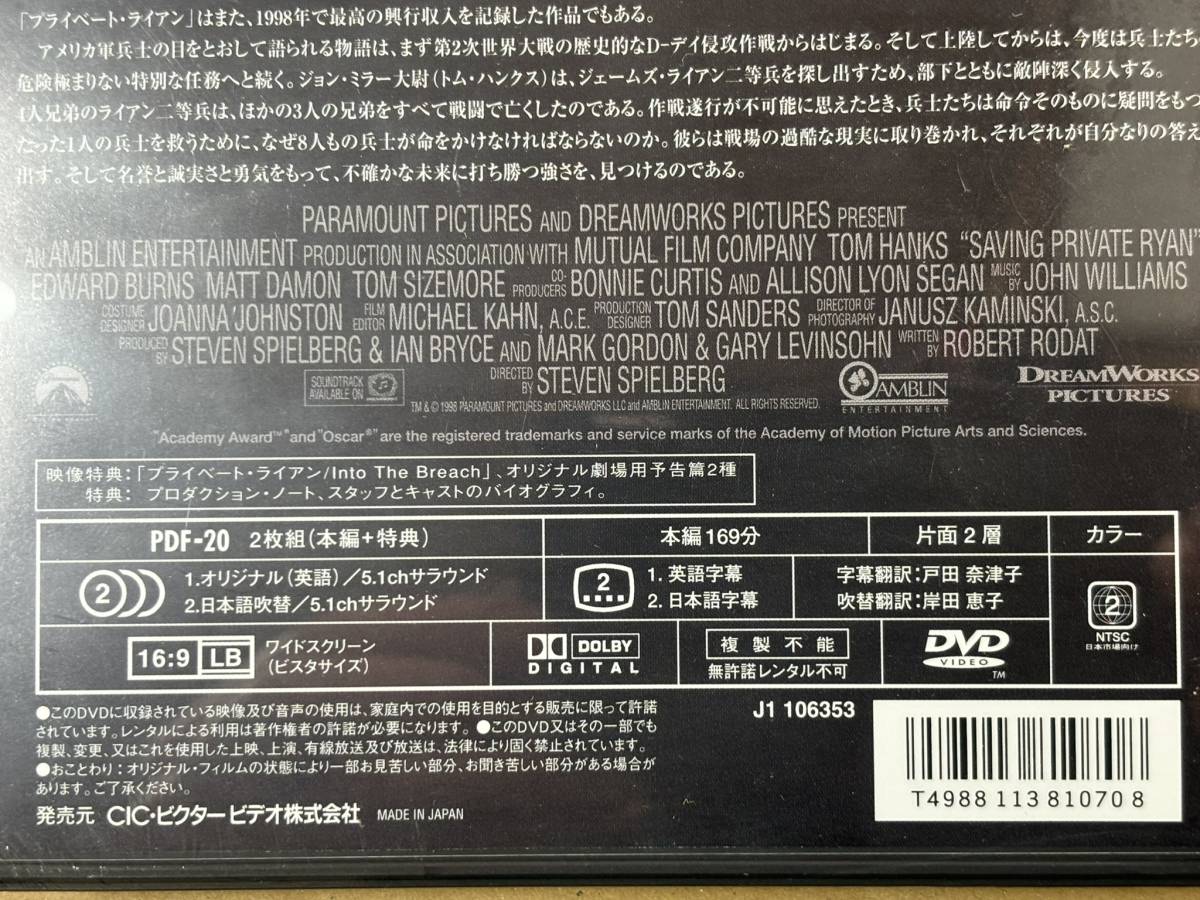 「プライベート・ライアン」はまた、1998年で最高の興行収入を記録した作品でもある。
アメリカ軍兵士の目をとおして語られる物語は、まず第2次世界大戦の歴史的なD-デイ侵攻作戦からはじまる。そして上陸してからは、今度は兵士たち
危険極まりない特別な任務へと続く。ジョン・ミラー大尉(トム・ハンクス)は、ジェームズ・ライアン二等兵を探し出すため、部下とともに敵陣深く侵入する。
4人兄弟のライアン二等兵は、ほかの3人の兄弟をすべて戦闘で亡くしたのである。作戦遂行が不可能に思えたとき、兵士たちは命令そのものに疑問をもつ
たった1人の兵士を救うために、なぜ8人もの兵士が命をかけなければならないのか。彼らは戦場の過酷な現実に取り巻かれ、それぞれが自分なりの答え
出す。そして名誉と誠実さと勇気をもって、不確かな未来に打ち勝つ強さを、見つけるのである。
PARAMOUNT PICTURES AND DREAMWORKS PICTURES PRESENT
AN AMBLIN ENTERTAINMENT PRODUCTION IN ASSOCIATION WITH MUTUAL FILM COMPANY TOM HANKS "SAVING PRIVATE RYAN"
EDWARD BURNS MATT DAMON TOM SIZEMORE CO-PRODUCERS BONNIE CURTIS AND ALLISON LYON SEGAN MUSIC BY JOHN WILLIAMS
COSTUME DESIGNER JOANNA JOHNSTON FILM EDITOR MICHAEL KAHN, A.C.E. PRODUCTION DESIGNER TOM SANDERS DIRECTOR OF PHOTOGRAPHY JANUSZ KAMINSKI, A.S.C.
PRODUCED BY STEVEN SPIELBERG & IAN BRYCE AND MARK GORDON & GARY LEVINSOHN WRITTEN BY ROBERT RODAT
DIRECTED BY STEVEN SPIELBERG
SOUNDTRACK AVAILABLE ON
AMBLIN ENTERTAINMENT
DREAMWORKS PICTURES
TM & © 1998 PARAMOUNT PICTURES and DREAMWORKS LLC and AMBLIN ENTERTAINMENT. ALL RIGHTS RESERVED.
"Academy Award™"and"Oscar®"are the registered trademarks and service marks of the Academy of Motion Picture Arts and Sciences.
映像特典:「プライベート・ライアン/Into The Breach」、オリジナル劇場用予告篇2種
特典: プロダクション・ノート、スタッフとキャストのバイオグラフィ。
PDF-20 2枚組(本編+特典) 本編169分 片面2層 カラー
2 1.オリジナル(英語)/5.1chサラウンド
2.日本語吹替/5.1chサラウンド
2 1. 英語字幕
2. 日本語字幕
字幕翻訳:戸田 奈津子
吹替翻訳:岸田 恵子
2
NTSC
日本市場向け
16:9 LB ワイドスクリーン
(ビスタサイズ)
DOLBY
DIGITAL
複製不能
無許諾レンタル不可
DVD
VIDEO
TM
●このDVDに収録されている映像及び音声の使用は、家庭内での使用を目的とする販売に限って許諾
されています。レンタルによる利用は著作権者の許諾が必要になります。 ●このDVD又はその一部でも
複製、変更、又はこれを使用した上映、上演、有線放送及び放送は、法律により固く禁止されています。
●おことわり:オリジナル・フィルムの状態により一部お見苦しい部分、お聞き苦しい部分がある場合が
あります。ご了承ください。
発売元 CIC・ビクター ビデオ株式会社 MADE IN JAPAN
J1 106353
T4988113810708